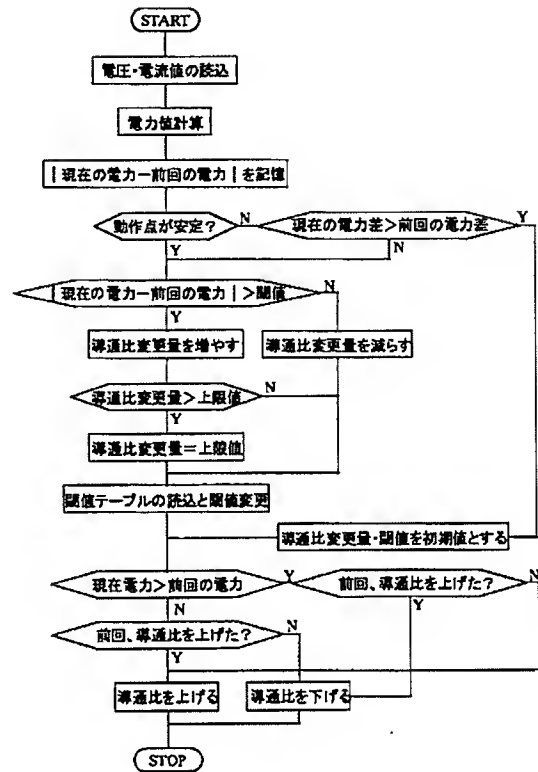 START
電圧・電流値の読込
電力値計算
|現在の電力ー前回の電力|を記憶
動作点が安定?
N
現在の電力差>前回の電力差
Y
Y
N
|現在の電力ー前回の電力|>閾値
N
Y
導通比変更量を増やす
導通比変更量を減らす
導通比変更量>上限値
N
Y
導通比変更量=上限値
閾値テーブルの読込と閾値変更
導通比変更量・閾値を初期値とする
現在電力>前回の電力
Y
前回、導通比を上げた?
N
N
Y
前回、導通比を上げた?
N
Y
導通比を上げる
導通比を下げる
STOP